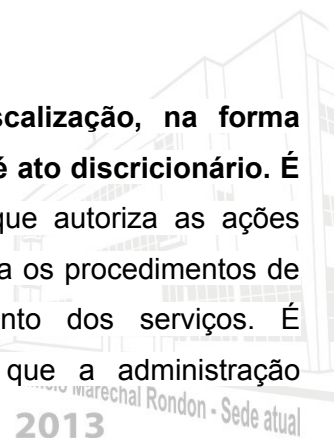 scalização, na forma
é ato discricionário. É
que autoriza as ações
a os procedimentos de
nto dos serviços. É
que a administração
Marechal Rondon - Sede atual
2013